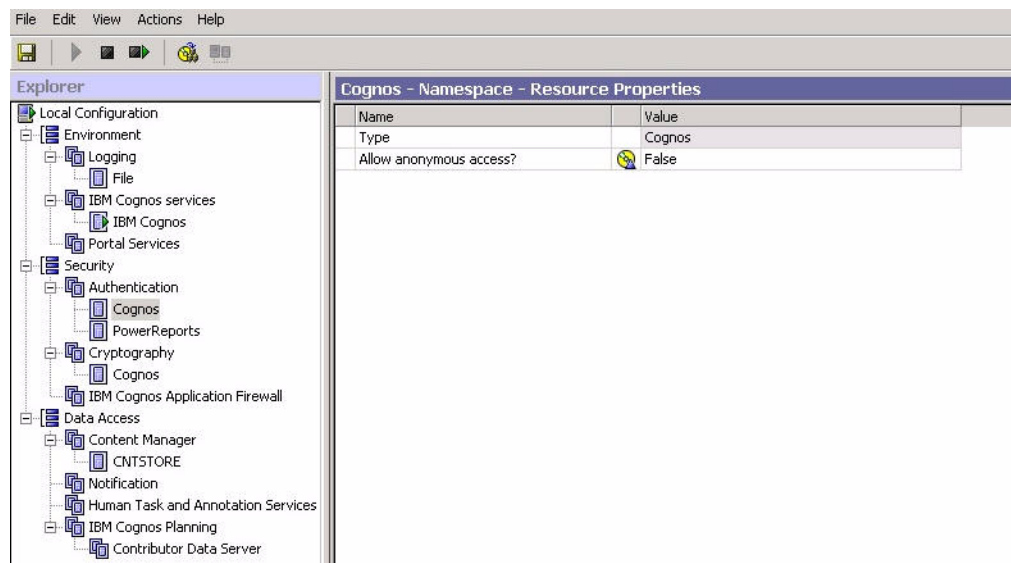 File Edit View Actions Help
Explorer
Local Configuration
Environment
Logging
File
IBM Cognos services
IBM Cognos
Portal Services
Security
Authentication
Cognos
PowerReports
Cryptography
Cognos
IBM Cognos Application Firewall
Data Access
Content Manager
CNTSTORE
Notification
Human Task and Annotation Services
IBM Cognos Planning
Contributor Data Server
Cognos - Namespace - Resource Properties
Name Value
Type Cognos
Allow anonymous access? False